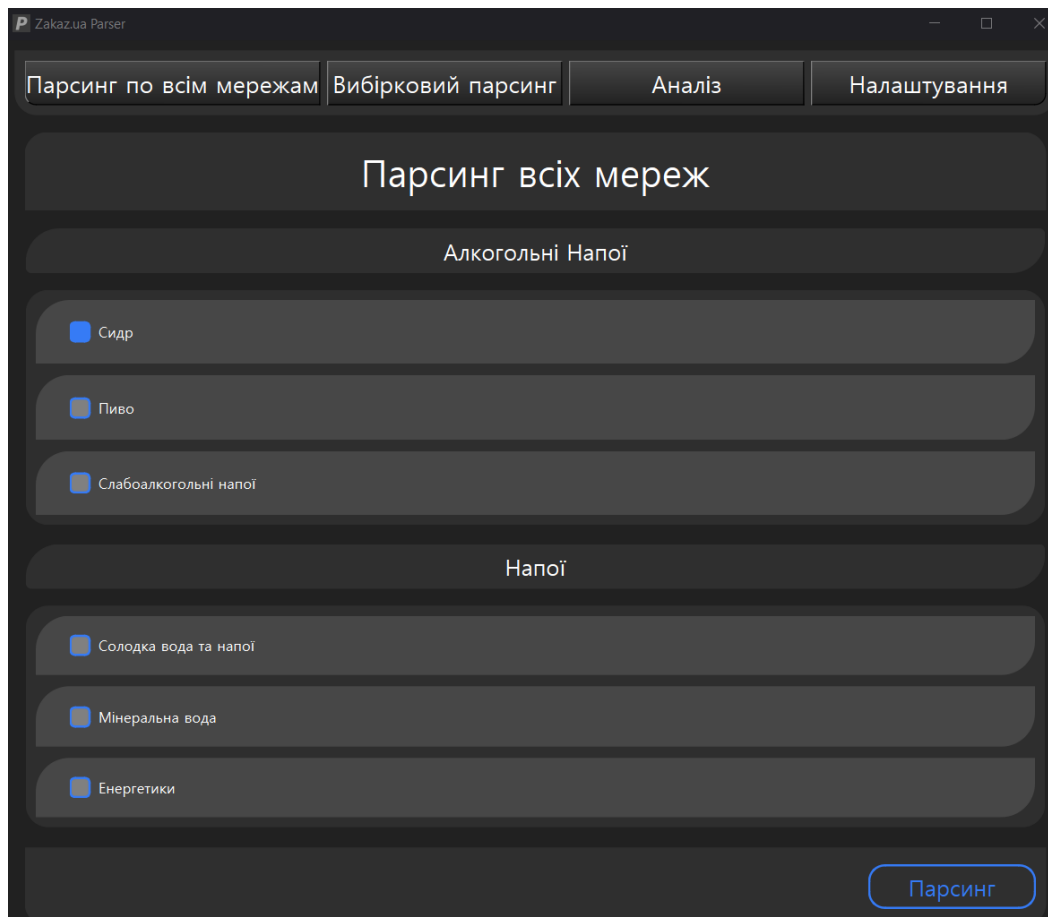 P Zakaz.ua Parser
Парсинг по всім мережам Вибірковий парсинг Аналіз Налаштування
Парсинг всіх мереж
Алкогольні Напої
Сидр
Пиво
Слабоалкогольні напої
Напої
Солодка вода та напої
Мінеральна вода
Енергетики
Парсинг